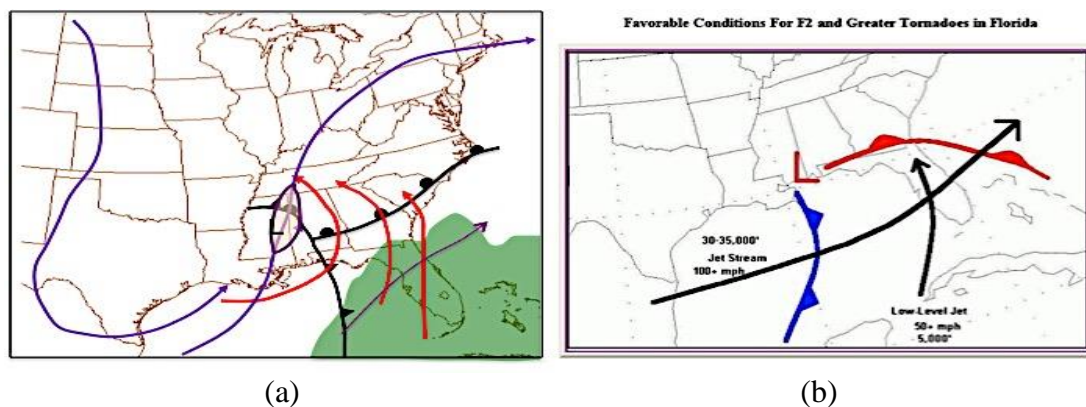 Favorable Conditions For F2 and Greater Tornadoes in Florida
L
L
30-35,000°
Jet Stream
100+ mph
Low-Level Jet
50+ mph
5,000°
(a)
(b)